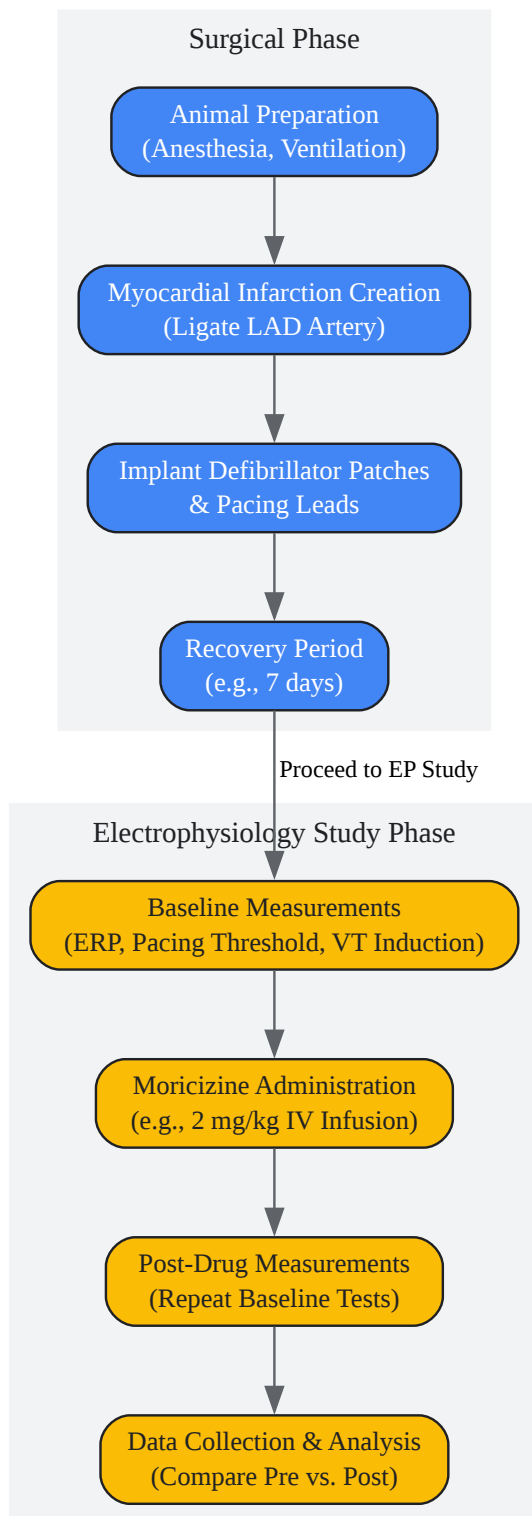 Surgical Phase
Animal Preparation
(Anesthesia, Ventilation)
Myocardial Infarction Creation
(Ligate LAD Artery)
Implant Defibrillator Patches
& Pacing Leads
Recovery Period
(e.g., 7 days)
Proceed to EP Study
Electrophysiology Study Phase
Baseline Measurements
(ERP, Pacing Threshold, VT Induction)
Moricizine Administration
(e.g., 2 mg/kg IV Infusion)
Post-Drug Measurements
(Repeat Baseline Tests)
Data Collection & Analysis
(Compare Pre vs. Post)